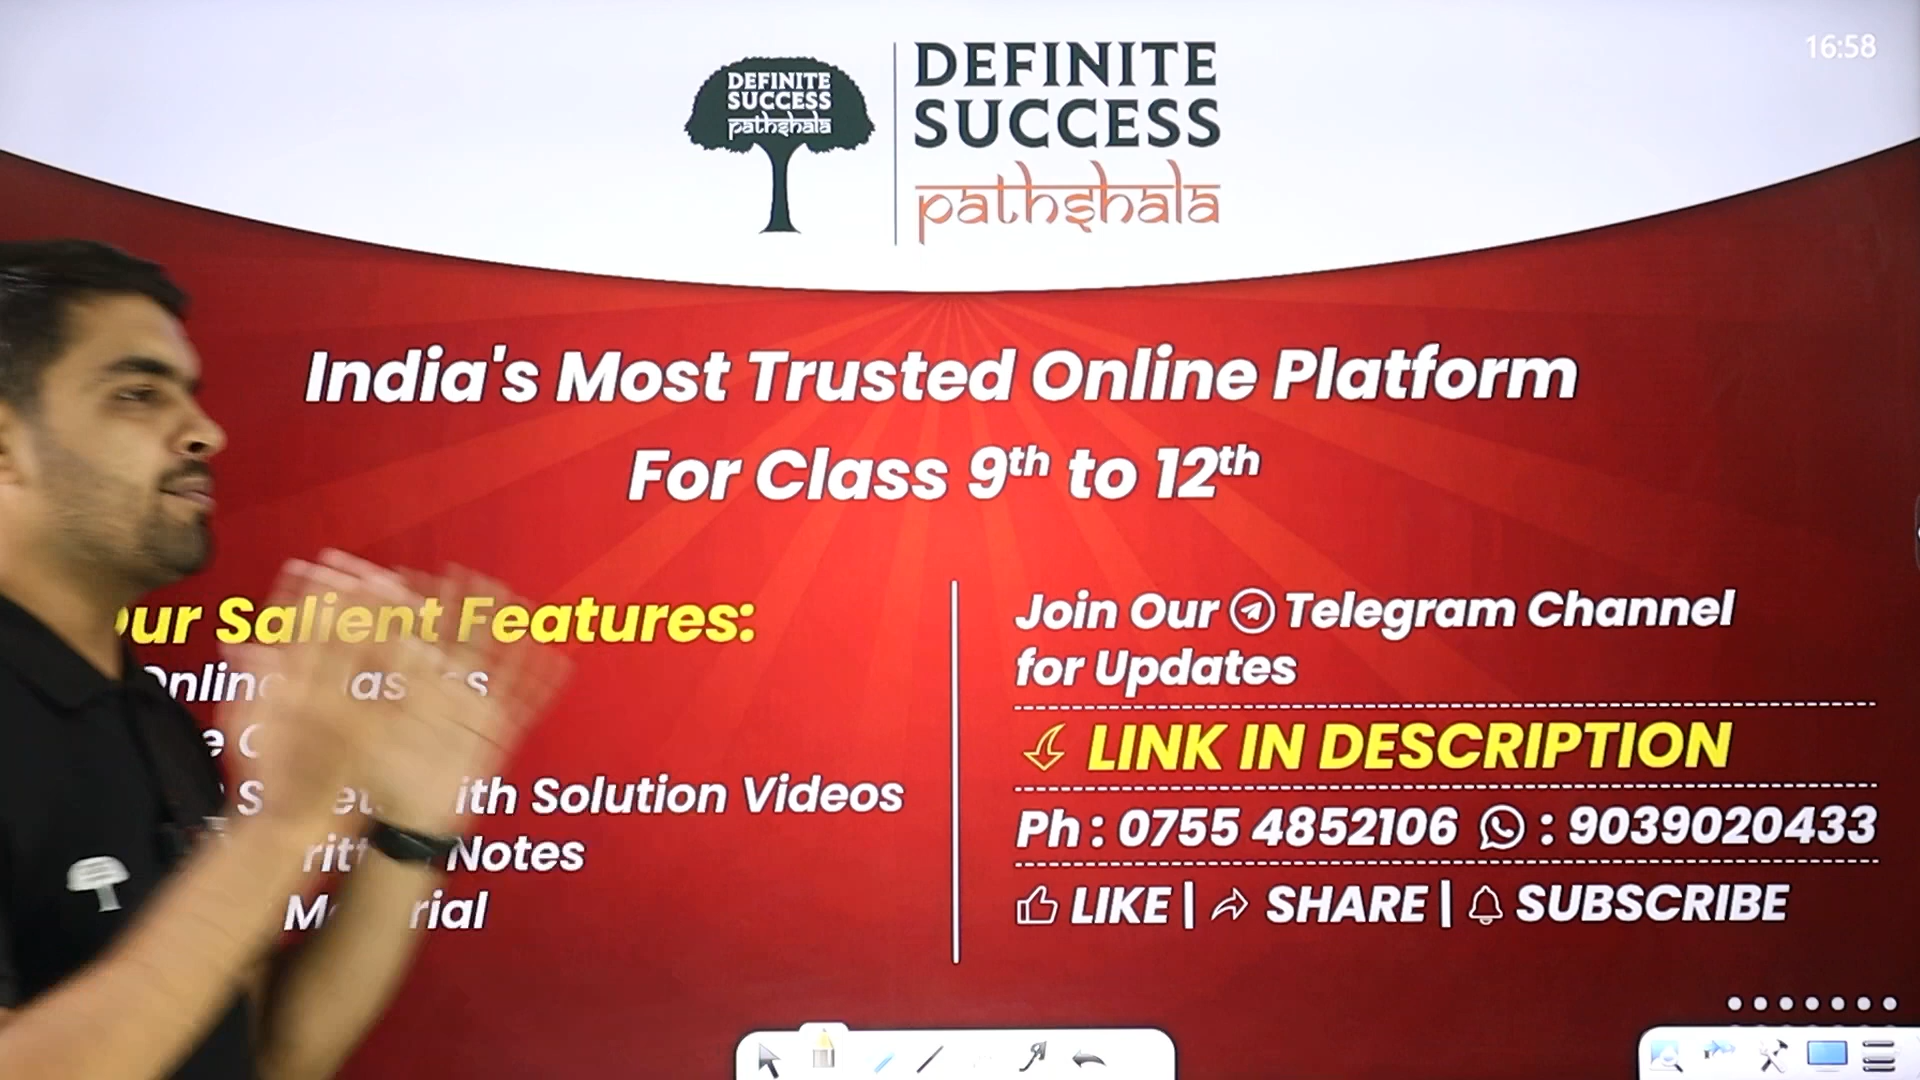 16:58
DEFINITE
SUCCESS
pathshala
DEFINITE
SUCCESS
pathshala
India's Most Trusted Online Platform
For Class 9th to 12th
ur Salient Features:
ith Solution Videos
Notes
Join Our Telegram Channel
for Updates
LINK IN DESCRIPTION
Ph : 0755 4852106 : 9039020433
LIKE | SHARE | SUBSCRIBE